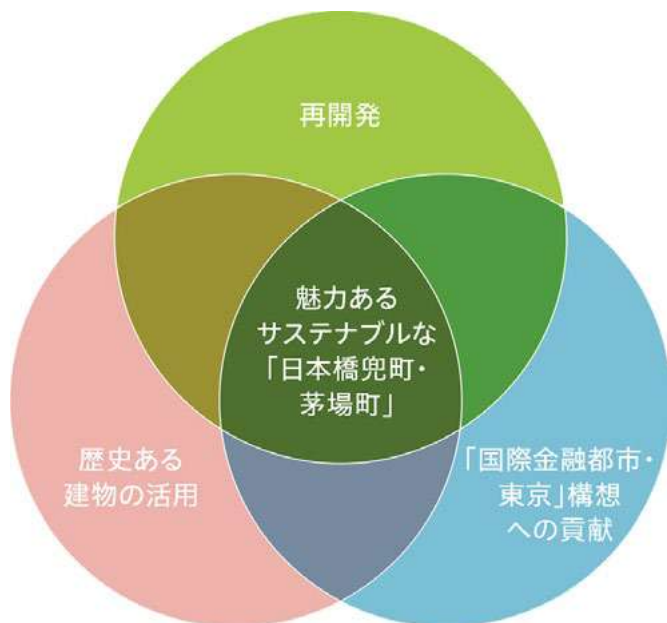 再開発
魅力ある
サステナブルな
「日本橋兜町・
茅場町」
歴史ある
建物の活用
「国際金融都市・
東京」構想
への貢献